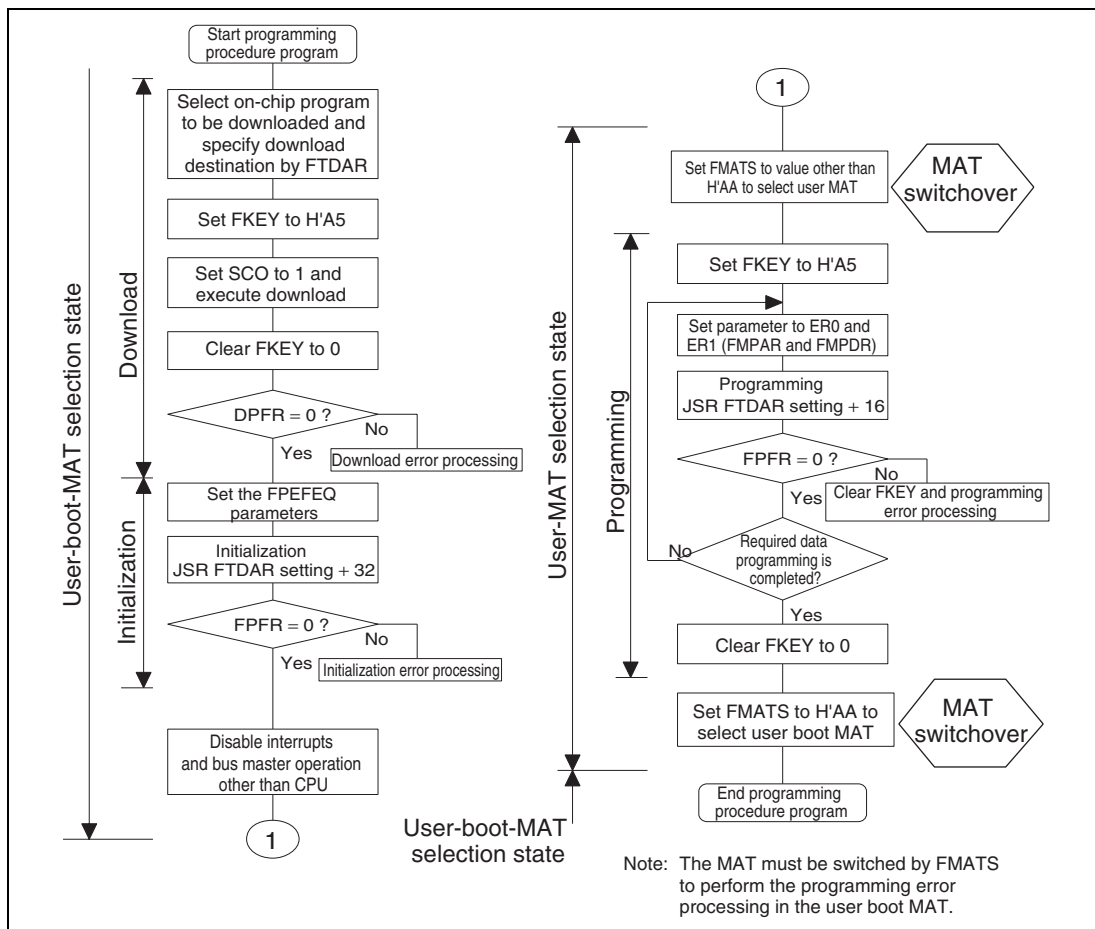 Start programming
procedure program
Select on-chip program
to be downloaded and
specify download
destination by FTDAR
Set FKEY to H'A5
Set SCO to 1 and
execute download
Clear FKEY to 0
DPFR = 0 ?
No
Yes
Download error processing
Set the FPEFEQ
parameters
Initialization
JSR FTDAR setting + 32
FPFR = 0 ?
No
Yes
Initialization error processing
Disable interrupts
and bus master operation
other than CPU
1
User-boot-MAT selection state
Download
Initialization
1
Set FMATS to value other than
H'AA to select user MAT
MAT
switchover
Set FKEY to H'A5
Set parameter to ER0 and
ER1 (FMPAR and FMPDR)
Programming
JSR FTDAR setting + 16
FPFR = 0 ?
No
Yes
Clear FKEY and programming
error processing
Required data
programming is
completed?
No
Yes
Clear FKEY to 0
Set FMATS to H'AA to
select user boot MAT
MAT
switchover
End programming
procedure program
User-MAT selection state
Programming
User-boot-MAT
selection state
Note: The MAT must be switched by FMATS
to perform the programming error
processing in the user boot MAT.